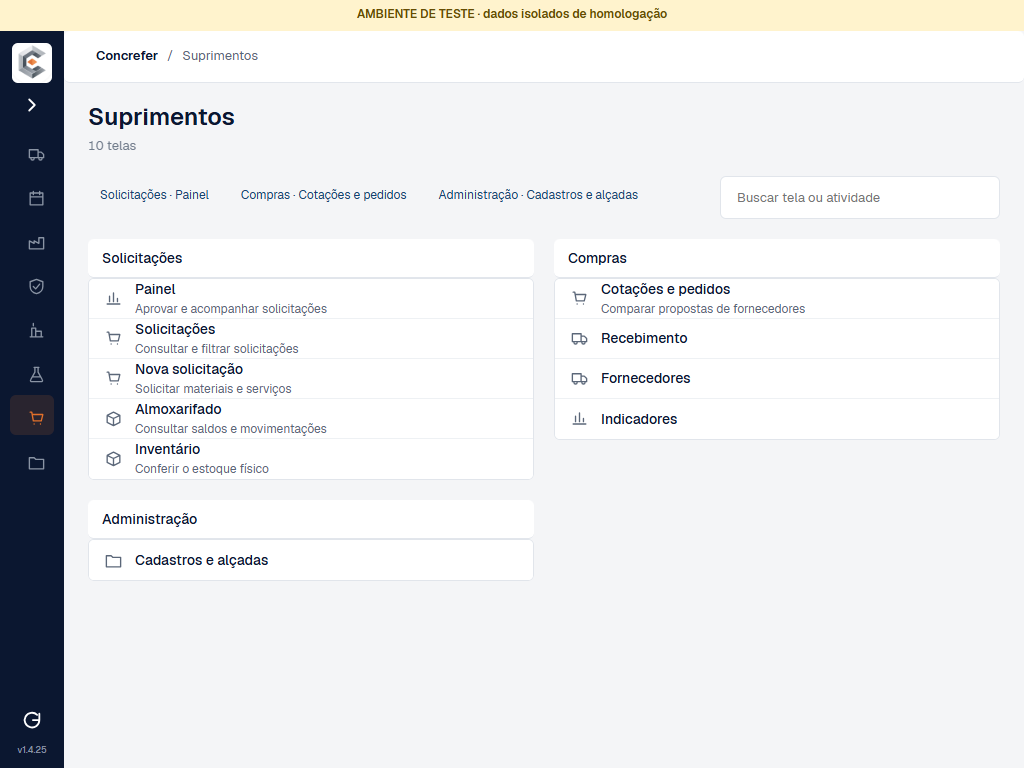 AMBIENTE DE TESTE · dados isolados de homologação
Concrefer / Suprimentos
Suprimentos
10 telas
Solicitações · Painel
Compras · Cotações e pedidos
Administração · Cadastros e alçadas
Buscar tela ou atividade
Solicitações
Painel
Aprovar e acompanhar solicitações
Solicitações
Consultar e filtrar solicitações
Nova solicitação
Solicitar materiais e serviços
Almoxarifado
Consultar saldos e movimentações
Inventário
Conferir o estoque físico
Compras
Cotações e pedidos
Comparar propostas de fornecedores
Recebimento
Fornecedores
Indicadores
Administração
Cadastros e alçadas
v1.4.25